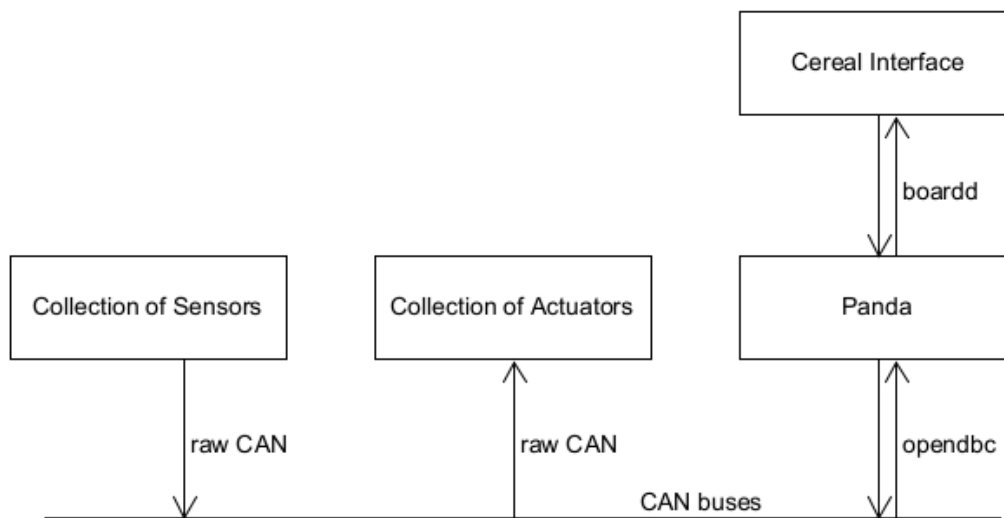 Cereal Interface
boardd
Collection of Sensors
Collection of Actuators
Panda
raw CAN
raw CAN
opendbc
CAN buses